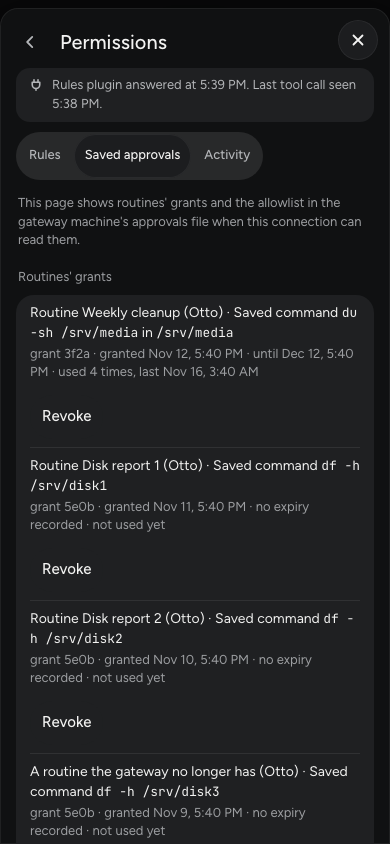 Permissions
Rules plugin answered at 5:39 PM. Last tool call seen
5:38 PM.
Rules
Saved approvals
Activity
This page shows routines' grants and the allowlist in the
gateway machine's approvals file when this connection can
read them.
Routines' grants
Routine Weekly cleanup (Otto) · Saved command du
-sh /srv/media in /srv/media
grant 3f2a · granted Nov 12, 5:40 PM · until Dec 12, 5:40
PM · used 4 times, last Nov 16, 3:40 AM
Revoke
Routine Disk report 1 (Otto) · Saved command df -h
/srv/disk1
grant 5e0b · granted Nov 11, 5:40 PM · no expiry
recorded · not used yet
Revoke
Routine Disk report 2 (Otto) · Saved command df -
h /srv/disk2
grant 5e0b · granted Nov 10, 5:40 PM · no expiry
recorded · not used yet
Revoke
A routine the gateway no longer has (Otto) · Saved
command df -h /srv/disk3
grant 5e0b · granted Nov 9, 5:40 PM · no expiry
recorded · not used yet